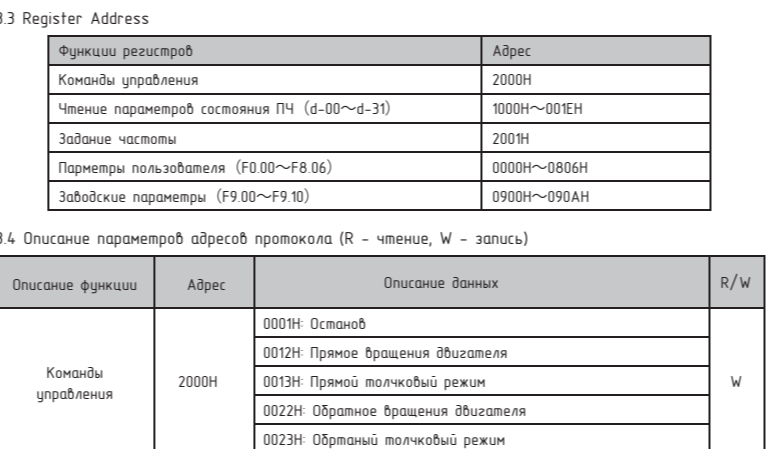 3.3 Register Address
Функции регистров Адрес
Команды управления 2000H
Чтение параметров состояния ПЧ (d-00～d-31) 1000H～001EH
Задание частоты 2001H
Парметры пользователя (F0.00～F8.06) 0000H～0806H
Заводские параметры (F9.00～F9.10) 0900H～090AH
3.4 Описание параметров адресов протокола (R - чтение, W - запись)
Описание функции Адрес Описание данных R/W
0001H: Останов
0012H: Прямое вращения двигателя
Команды
управления 2000H 0013H: Прямой толчковый режим W
0022H: Обратное вращения двигателя
0023H: Обртаный толчковый режим